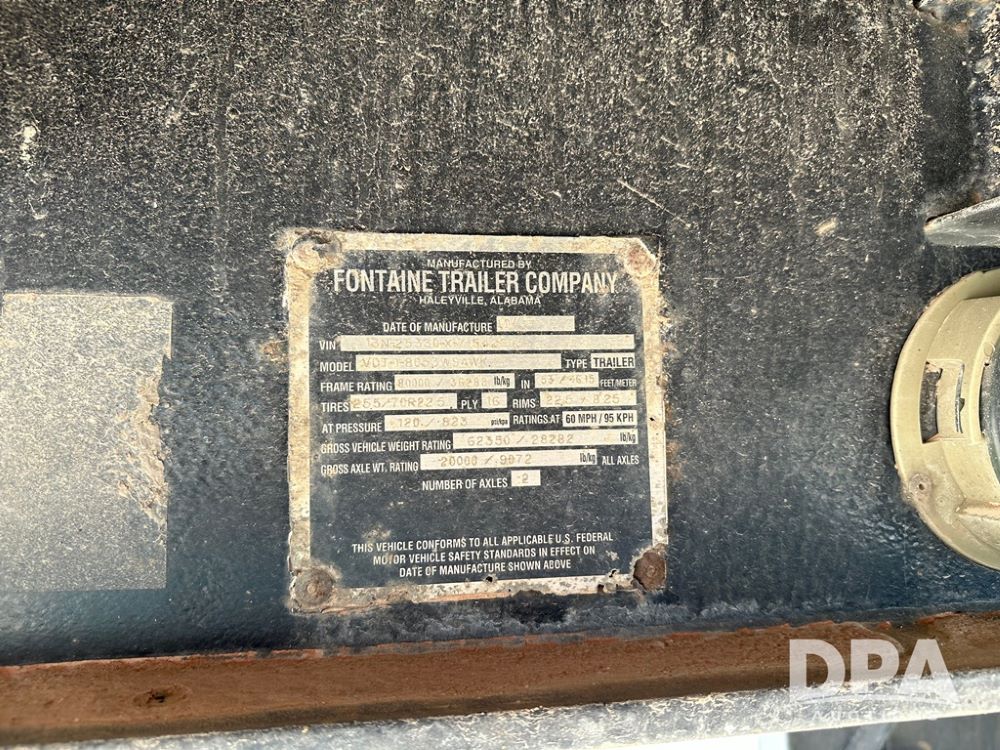 MANUFACTURED BY
FONTAINE TRAILER COMPANY
HALEYVILLE, ALABAMA
DATE OF MANUFACTURE
VIN
MODEL TYPE TRAILER
FRAME RATING 80000 / 36288 lb/kg IN 53 / FEET/METER
TIRES 255/70R22.5 PLY 16 RIMS 22.5 / 8.25
AT PRESSURE 120 / 823 psi/kpa RATINGS AT 60 MPH / 95 KPH
GROSS VEHICLE WEIGHT RATING 62350 / 28282 lb/kg
GROSS AXLE WT. RATING 20000 / 9072 lb/kg ALL AXLES
NUMBER OF AXLES 2
THIS VEHICLE CONFORMS TO ALL APPLICABLE U.S. FEDERAL
MOTOR VEHICLE SAFETY STANDARDS IN EFFECT ON
DATE OF MANUFACTURE SHOWN ABOVE
DPA
AUCTIONS